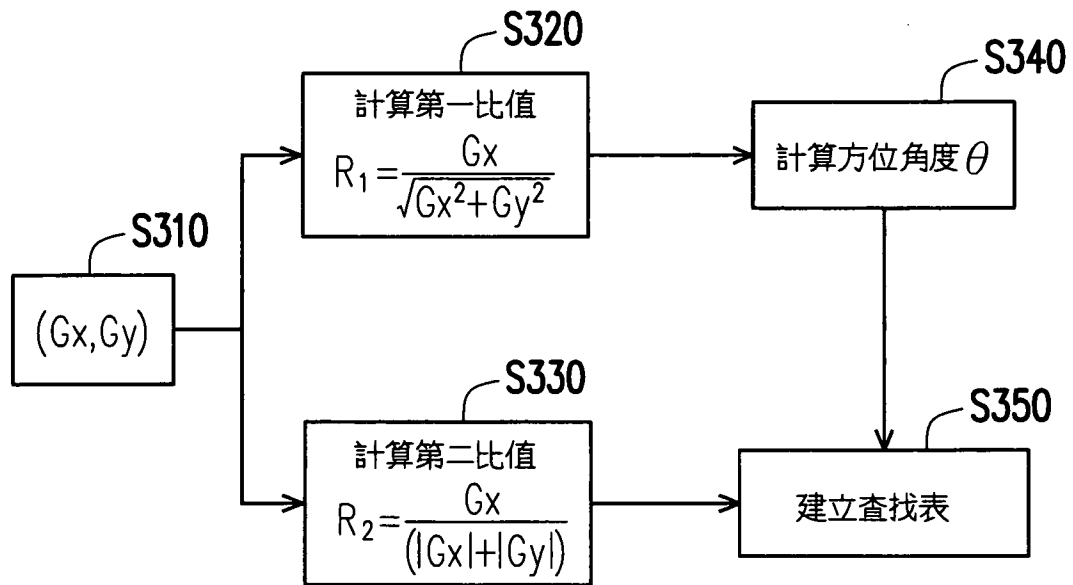 S320
計算第一比值
R₁=Gx/√Gx²+Gy²
S340
計算方位角度θ
S310
(Gx,Gy)
S330
計算第二比值
R₂=Gx/(|Gx|+|Gy|)
S350
建立查找表